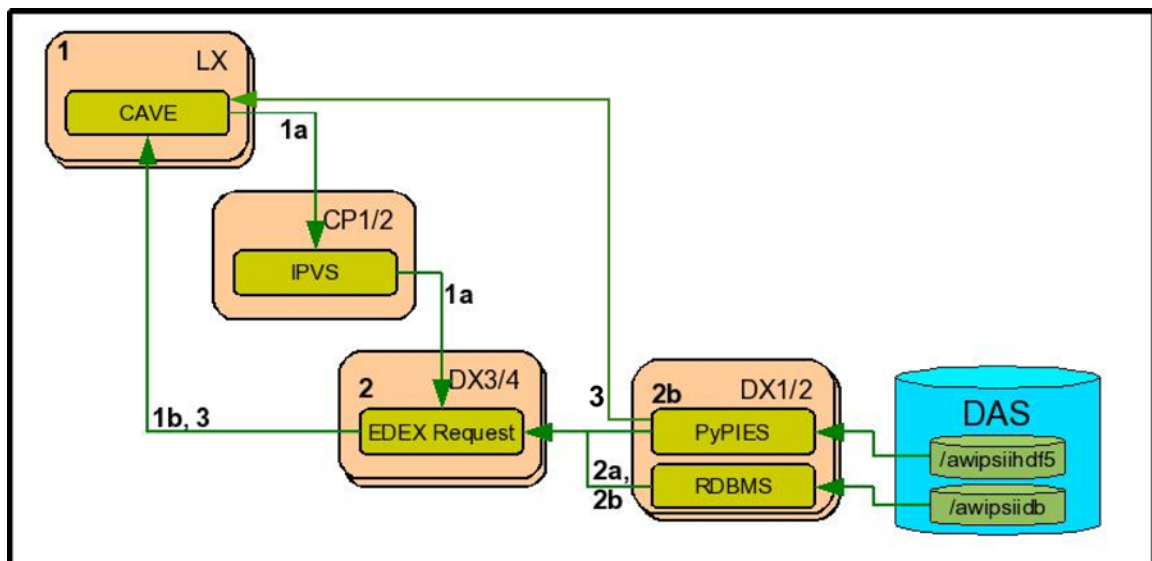 1
LX
CAVE
1a
CP1/2
IPVS
1a
2
DX3/4
EDEX Request
1b, 3
3
2b
DX1/2
PyPIES
2a,
2b
RDBMS
DAS
/awipsiihdf5
/awipsiidb